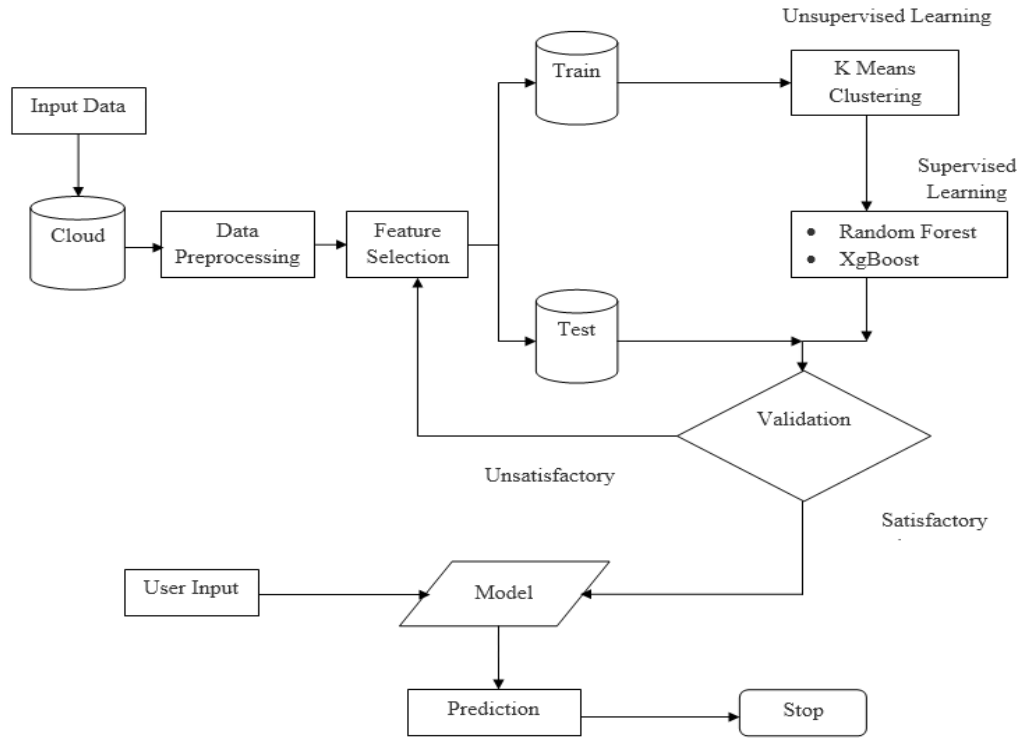 Unsupervised Learning
Train
K Means
Clustering
Input Data
Supervised
Learning
Cloud
Data
Preprocessing
Feature
Selection
• Random Forest
• XgBoost
Test
Validation
Unsatisfactory
Satisfactory
User Input
Model
Prediction
Stop